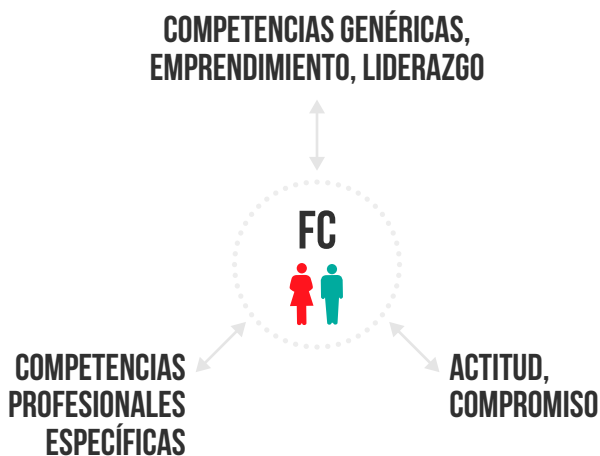 COMPETENCIAS GENÉRICAS,
EMPRENDIMIENTO, LIDERAZGO
FC
COMPETENCIAS
PROFESIONALES
ESPECÍFICAS
ACTITUD,
COMPROMISO